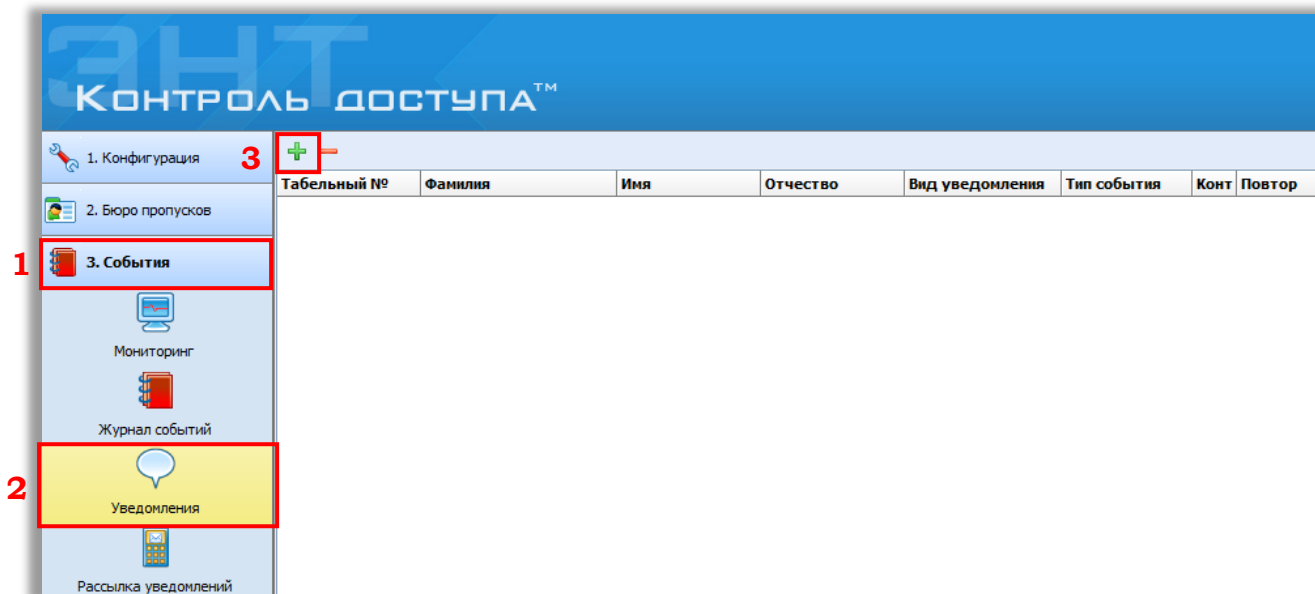 ЭНТ
Контроль доступа™
1. Конфигурация
3
2. Бюро пропусков
1
3. События
Мониторинг
Журнал событий
2
Уведомления
Рассылка уведомлений
Табельный № Фамилия Имя Отчество Вид уведомления Тип события Конт Повтор